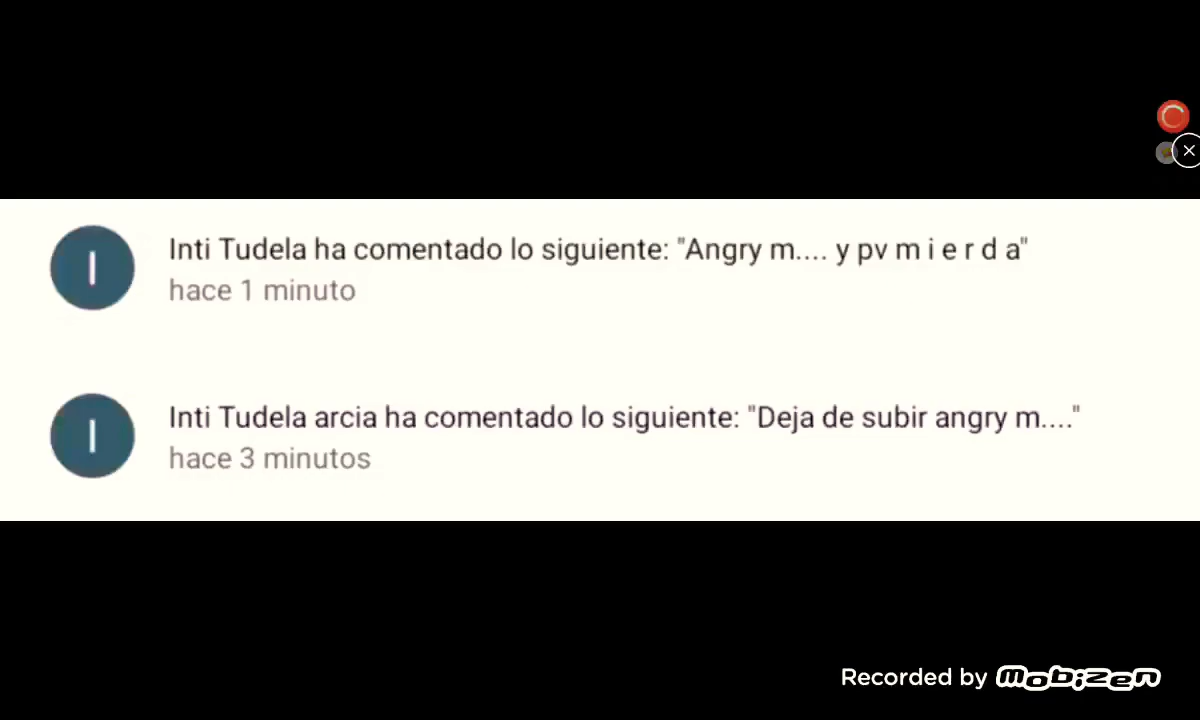 I
Inti Tudela ha comentado lo siguiente: "Angry m.... y pv m i e r d a"
hace 1 minuto
I
Inti Tudela arcia ha comentado lo siguiente: "Deja de subir angry m...."
hace 3 minutos
Recorded by mobizen